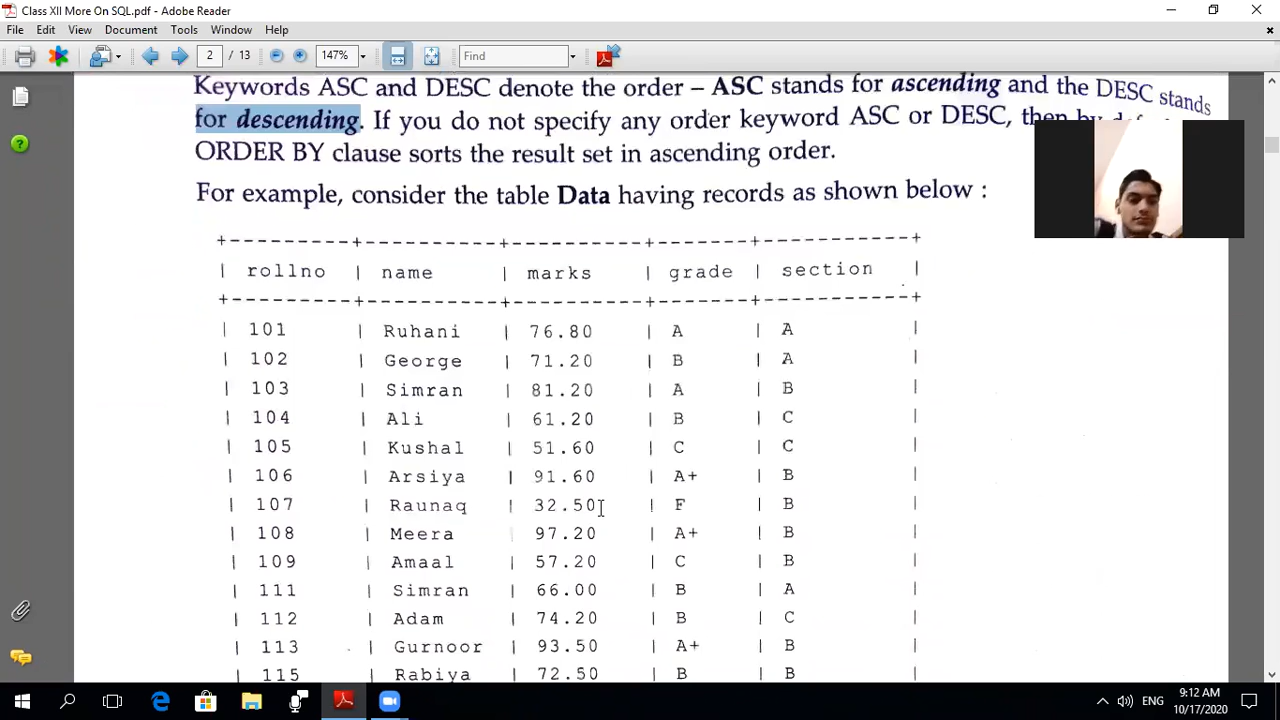 Class XII More On SQL.pdf - Adobe Reader
File Edit View Document Tools Window Help
2 / 13 147% Find
Keywords ASC and DESC denote the order – ASC stands for ascending and the DESC stands
for descending. If you do not specify any order keyword ASC or DESC, then by
ORDER BY clause sorts the result set in ascending order.
For example, consider the table Data having records as shown below :
+---------+----------+----------+-------+-----------+
| rollno | name | marks | grade | section |
+---------+----------+----------+-------+-----------+
| 101 | Ruhani | 76.80 | A | A |
| 102 | George | 71.20 | B | A |
| 103 | Simran | 81.20 | A | B |
| 104 | Ali | 61.20 | B | C |
| 105 | Kushal | 51.60 | C | C |
| 106 | Arsiya | 91.60 | A+ | B |
| 107 | Raunaq | 32.50 | F | B |
| 108 | Meera | 97.20 | A+ | B |
| 109 | Amaal | 57.20 | C | B |
| 111 | Simran | 66.00 | B | A |
| 112 | Adam | 74.20 | B | C |
| 113 | Gurnoor | 93.50 | A+ | B |
| 115 | Rabiya | 72.50 | B | B |
ENG
9:12 AM
10/17/2020